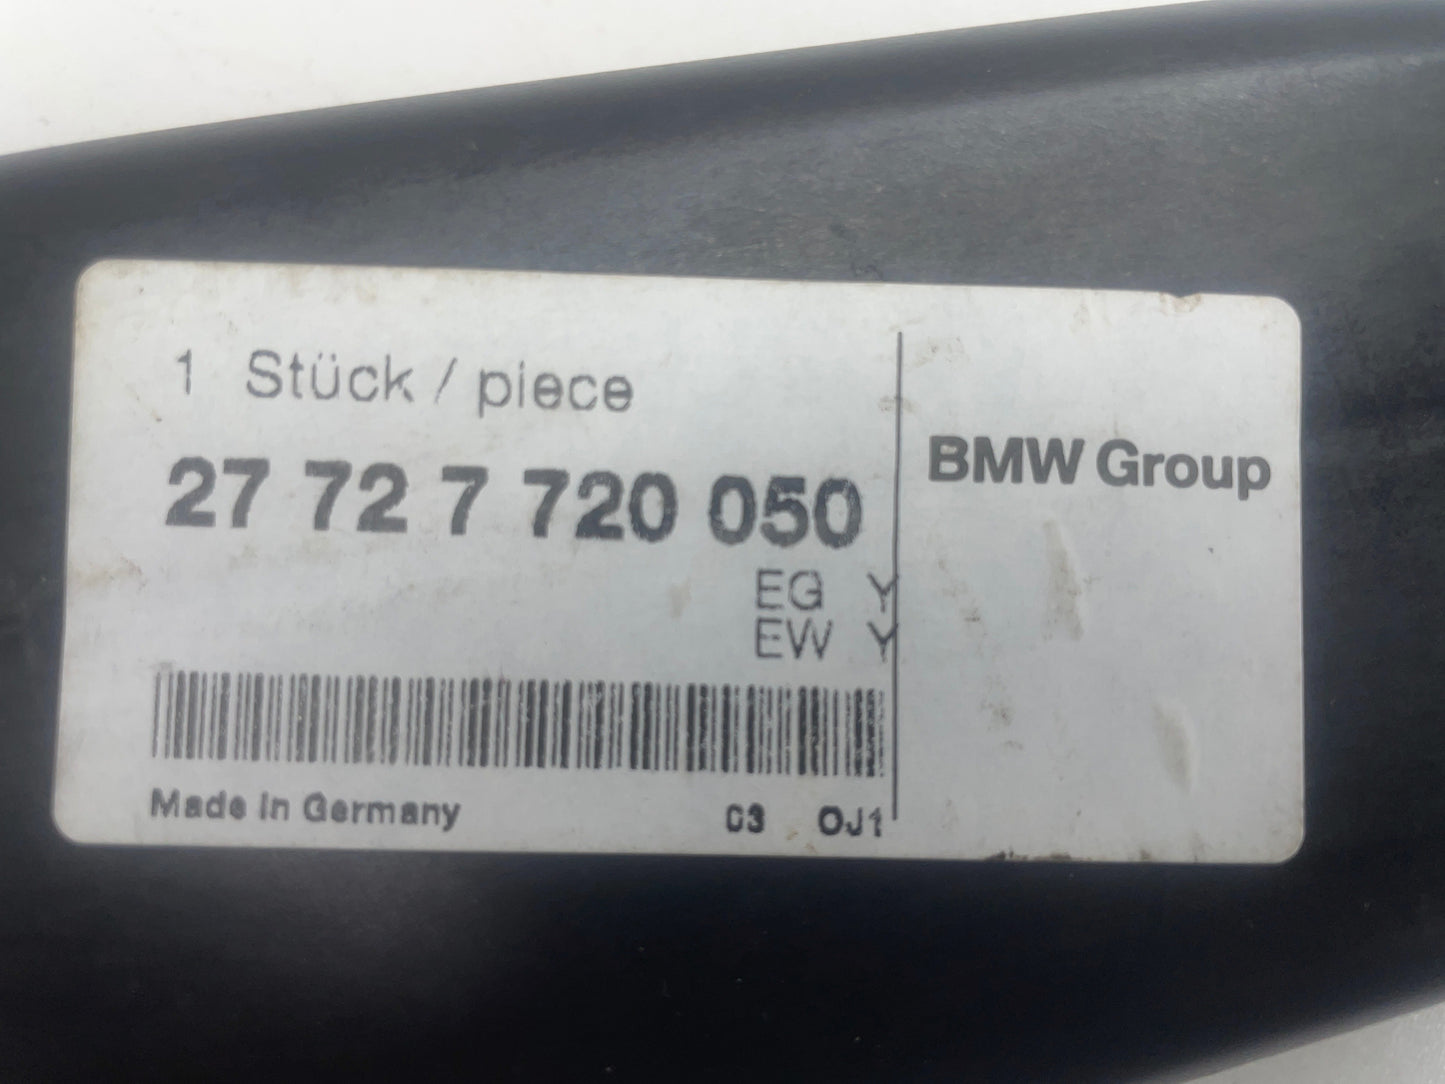 1 Stück / piece
27 72 7 720 050
BMW Group
EG Y
EW Y
Made in Germany 03 OJ1